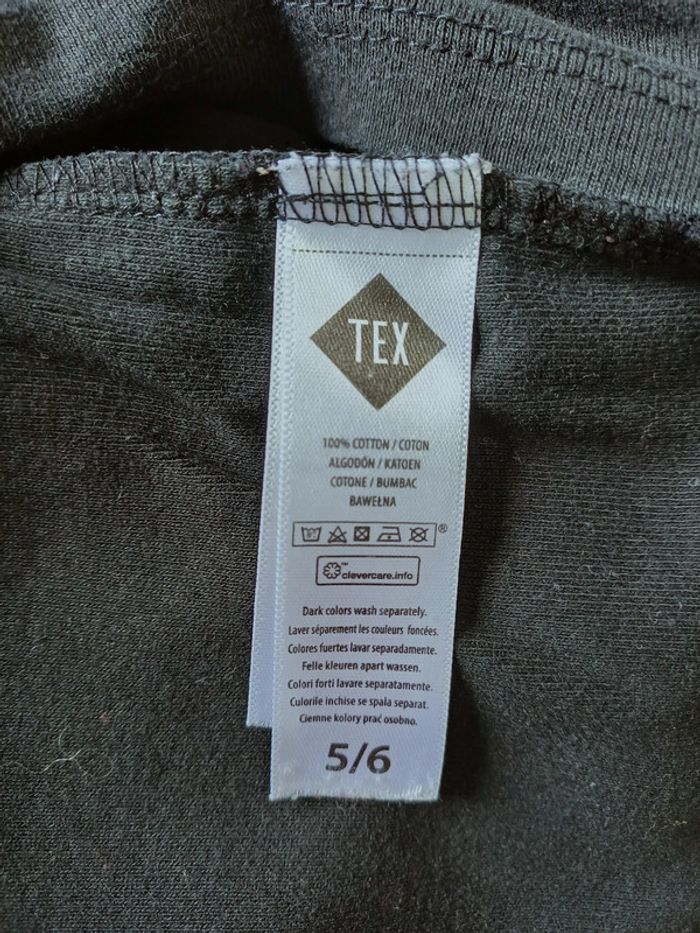 TEX
100% COTTON / COTON
ALGODÓN / KATOEN
COTONE / BUMBAC
BAWEŁNA
®
™
clevercare.info
Dark colors wash separately.
Laver séparement les couleurs foncées.
Colores fuertes lavar separadamente.
Felle kleuren apart wassen.
Colori forti lavare separatamente.
Culorile inchise se spala separat.
Ciemne kolory prać osobno.
5/6